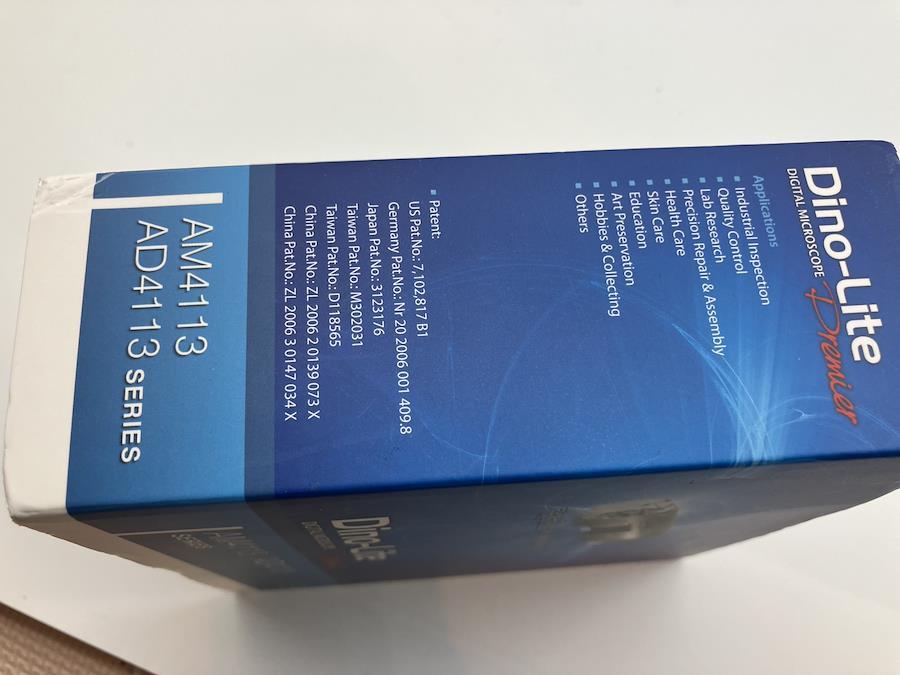 Dino-Lite Premier
DIGITAL MICROSCOPE
Applications
▪ Industrial Inspection
▪ Quality Control
▪ Lab Research
▪ Precision Repair & Assembly
▪ Health Care
▪ Skin Care
▪ Education
▪ Art Preservation
▪ Hobbies & Collecting
▪ Others
▪ Patent:
US Pat.No.: 7,102,817 B1
Germany Pat.No.: Nr 20 2006 001 409.8
Japan Pat.No.: 3123176
Taiwan Pat.No.: M302031
Taiwan Pat.No.: D118565
China Pat.No.: ZL 2006 2 0139 073 X
China Pat.No.: ZL 2006 3 0147 034 X
AM4113
AD4113 SERIES
Dino-Lite
SERIES